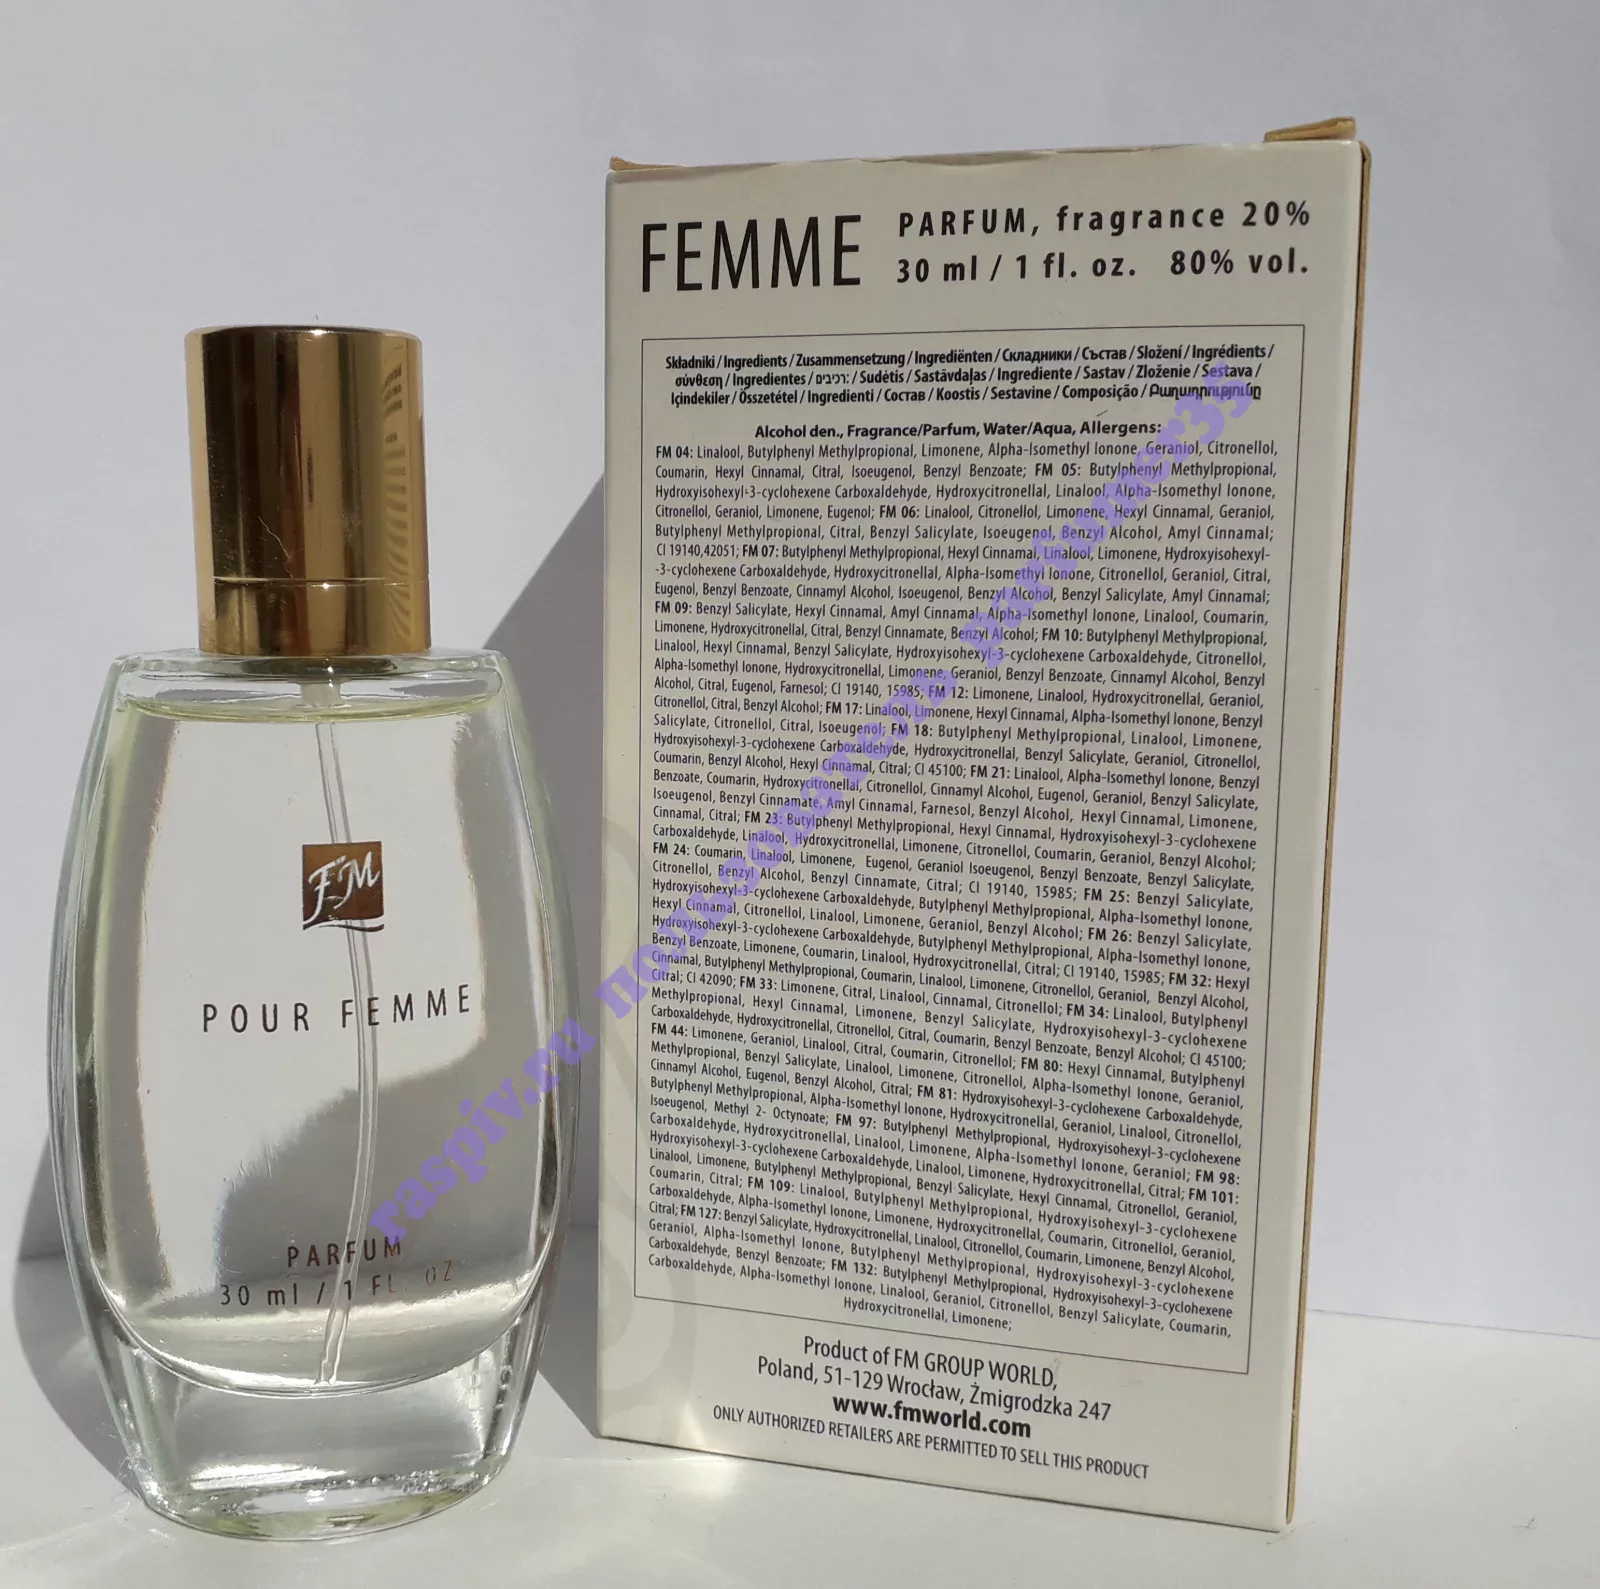 FM
POUR FEMME
PARFUM
30 ml / 1 FL. OZ
FEMME
PARFUM, fragrance 20%
30 ml / 1 fl. oz. 80% vol.
Składniki / Ingredients / Zusammensetzung / Ingrediënten / Складники / Състав / Složení / Ingrédients /
σύνθεση / Ingredientes / רכיבים: / Sudėtis / Sastāvdaļas / Ingrediente / Sastav / Zloženie / Sestava /
Içindekiler / Összetétel / Ingredienti / Состав / Koostis / Sestavine / Composição / Բաղադրությունը
Alcohol den., Fragrance/Parfum, Water/Aqua, Allergens:
FM 04: Linalool, Butylphenyl Methylpropional, Limonene, Alpha-Isomethyl Ionone, Geraniol, Citronellol,
Coumarin, Hexyl Cinnamal, Citral, Isoeugenol, Benzyl Benzoate; FM 05: Butylphenyl Methylpropional,
Hydroxyisohexyl-3-cyclohexene Carboxaldehyde, Hydroxycitronellal, Linalool, Alpha-Isomethyl Ionone,
Citronellol, Geraniol, Limonene, Eugenol; FM 06: Linalool, Citronellol, Limonene, Hexyl Cinnamal, Geraniol,
Butylphenyl Methylpropional, Citral, Benzyl Salicylate, Isoeugenol, Benzyl Alcohol, Amyl Cinnamal;
CI 19140,42051; FM 07: Butylphenyl Methylpropional, Hexyl Cinnamal, Linalool, Limonene, Hydroxyisohexyl-
-3-cyclohexene Carboxaldehyde, Hydroxycitronellal, Alpha-Isomethyl Ionone, Citronellol, Geraniol, Citral,
Eugenol, Benzyl Benzoate, Cinnamyl Alcohol, Isoeugenol, Benzyl Alcohol, Benzyl Salicylate, Amyl Cinnamal;
FM 09: Benzyl Salicylate, Hexyl Cinnamal, Amyl Cinnamal, Alpha-Isomethyl Ionone, Linalool, Coumarin,
Limonene, Hydroxycitronellal, Citral, Benzyl Cinnamate, Benzyl Alcohol; FM 10: Butylphenyl Methylpropional,
Linalool, Hexyl Cinnamal, Benzyl Salicylate, Hydroxyisohexyl-3-cyclohexene Carboxaldehyde, Citronellol,
Alpha-Isomethyl Ionone, Hydroxycitronellal, Limonene, Geraniol, Benzyl Benzoate, Cinnamyl Alcohol, Benzyl
Alcohol, Citral, Eugenol, Farnesol; CI 19140, 15985; FM 12: Limonene, Linalool, Hydroxycitronellal, Geraniol,
Citronellol, Citral, Benzyl Alcohol; FM 17: Linalool, Limonene, Hexyl Cinnamal, Alpha-Isomethyl Ionone, Benzyl
Salicylate, Citronellol, Citral, Isoeugenol; FM 18: Butylphenyl Methylpropional, Linalool, Limonene,
Hydroxyisohexyl-3-cyclohexene Carboxaldehyde, Hydroxycitronellal, Benzyl Salicylate, Geraniol, Citronellol,
Coumarin, Benzyl Alcohol, Hexyl Cinnamal, Citral; CI 45100; FM 21: Linalool, Alpha-Isomethyl Ionone, Benzyl
Benzoate, Coumarin, Hydroxycitronellal, Citronellol, Cinnamyl Alcohol, Eugenol, Geraniol, Benzyl Salicylate,
Isoeugenol, Benzyl Cinnamate, Amyl Cinnamal, Farnesol, Benzyl Alcohol, Hexyl Cinnamal, Limonene,
Cinnamal, Citral; FM 23: Butylphenyl Methylpropional, Hexyl Cinnamal, Hydroxyisohexyl-3-cyclohexene
Carboxaldehyde, Linalool, Hydroxycitronellal, Limonene, Citronellol, Coumarin, Geraniol, Benzyl Alcohol;
FM 24: Coumarin, Linalool, Limonene, Eugenol, Geraniol Isoeugenol, Benzyl Benzoate, Benzyl Salicylate,
Citronellol, Benzyl Alcohol, Benzyl Cinnamate, Citral; CI 19140, 15985; FM 25: Benzyl Salicylate,
Hydroxyisohexyl-3-cyclohexene Carboxaldehyde, Butylphenyl Methylpropional, Alpha-Isomethyl Ionone,
Hexyl Cinnamal, Citronellol, Linalool, Limonene, Geraniol, Benzyl Alcohol; FM 26: Benzyl Salicylate,
Hydroxyisohexyl-3-cyclohexene Carboxaldehyde, Butylphenyl Methylpropional, Alpha-Isomethyl Ionone,
Benzyl Benzoate, Limonene, Coumarin, Linalool, Hydroxycitronellal, Citral; CI 19140, 15985; FM 32: Hexyl
Cinnamal, Butylphenyl Methylpropional, Coumarin, Linalool, Limonene, Citronellol, Geraniol, Benzyl Alcohol,
Citral; CI 42090; FM 33: Limonene, Citral, Linalool, Cinnamal, Citronellol; FM 34: Linalool, Butylphenyl
Methylpropional, Hexyl Cinnamal, Limonene, Benzyl Salicylate, Hydroxyisohexyl-3-cyclohexene
Carboxaldehyde, Hydroxycitronellal, Citronellol, Citral, Coumarin, Benzyl Benzoate, Benzyl Alcohol; CI 45100;
FM 44: Limonene, Geraniol, Linalool, Citral, Coumarin, Citronellol; FM 80: Hexyl Cinnamal, Butylphenyl
Methylpropional, Benzyl Salicylate, Linalool, Limonene, Citronellol, Alpha-Isomethyl Ionone, Geraniol,
Cinnamyl Alcohol, Eugenol, Benzyl Alcohol, Citral; FM 81: Hydroxyisohexyl-3-cyclohexene Carboxaldehyde,
Butylphenyl Methylpropional, Alpha-Isomethyl Ionone, Hydroxycitronellal, Geraniol, Linalool, Citronellol,
Isoeugenol, Methyl 2- Octynoate; FM 97: Butylphenyl Methylpropional, Hydroxyisohexyl-3-cyclohexene
Carboxaldehyde, Hydroxycitronellal, Linalool, Limonene, Alpha-Isomethyl Ionone, Geraniol; FM 98:
Hydroxyisohexyl-3-cyclohexene Carboxaldehyde, Linalool, Limonene, Hydroxycitronellal, Citral; FM 101:
Linalool, Limonene, Butylphenyl Methylpropional, Benzyl Salicylate, Hexyl Cinnamal, Citronellol, Geraniol,
Coumarin, Citral; FM 109: Linalool, Butylphenyl Methylpropional, Hydroxyisohexyl-3-cyclohexene
Carboxaldehyde, Alpha-Isomethyl Ionone, Limonene, Hydroxycitronellal, Coumarin, Citronellol, Geraniol,
Citral; FM 127: Benzyl Salicylate, Hydroxycitronellal, Linalool, Citronellol, Coumarin, Limonene, Benzyl Alcohol,
Geraniol, Alpha-Isomethyl Ionone, Butylphenyl Methylpropional, Hydroxyisohexyl-3-cyclohexene
Carboxaldehyde, Benzyl Benzoate; FM 132: Butylphenyl Methylpropional, Hydroxyisohexyl-3-cyclohexene
Carboxaldehyde, Alpha-Isomethyl Ionone, Linalool, Geraniol, Citronellol, Benzyl Salicylate, Coumarin,
Hydroxycitronellal, Limonene;
Product of FM GROUP WORLD,
Poland, 51-129 Wrocław, Żmigrodzka 247
www.fmworld.com
ONLY AUTHORIZED RETAILERS ARE PERMITTED TO SELL THIS PRODUCT
raspiv.ru пользователь parfumer35